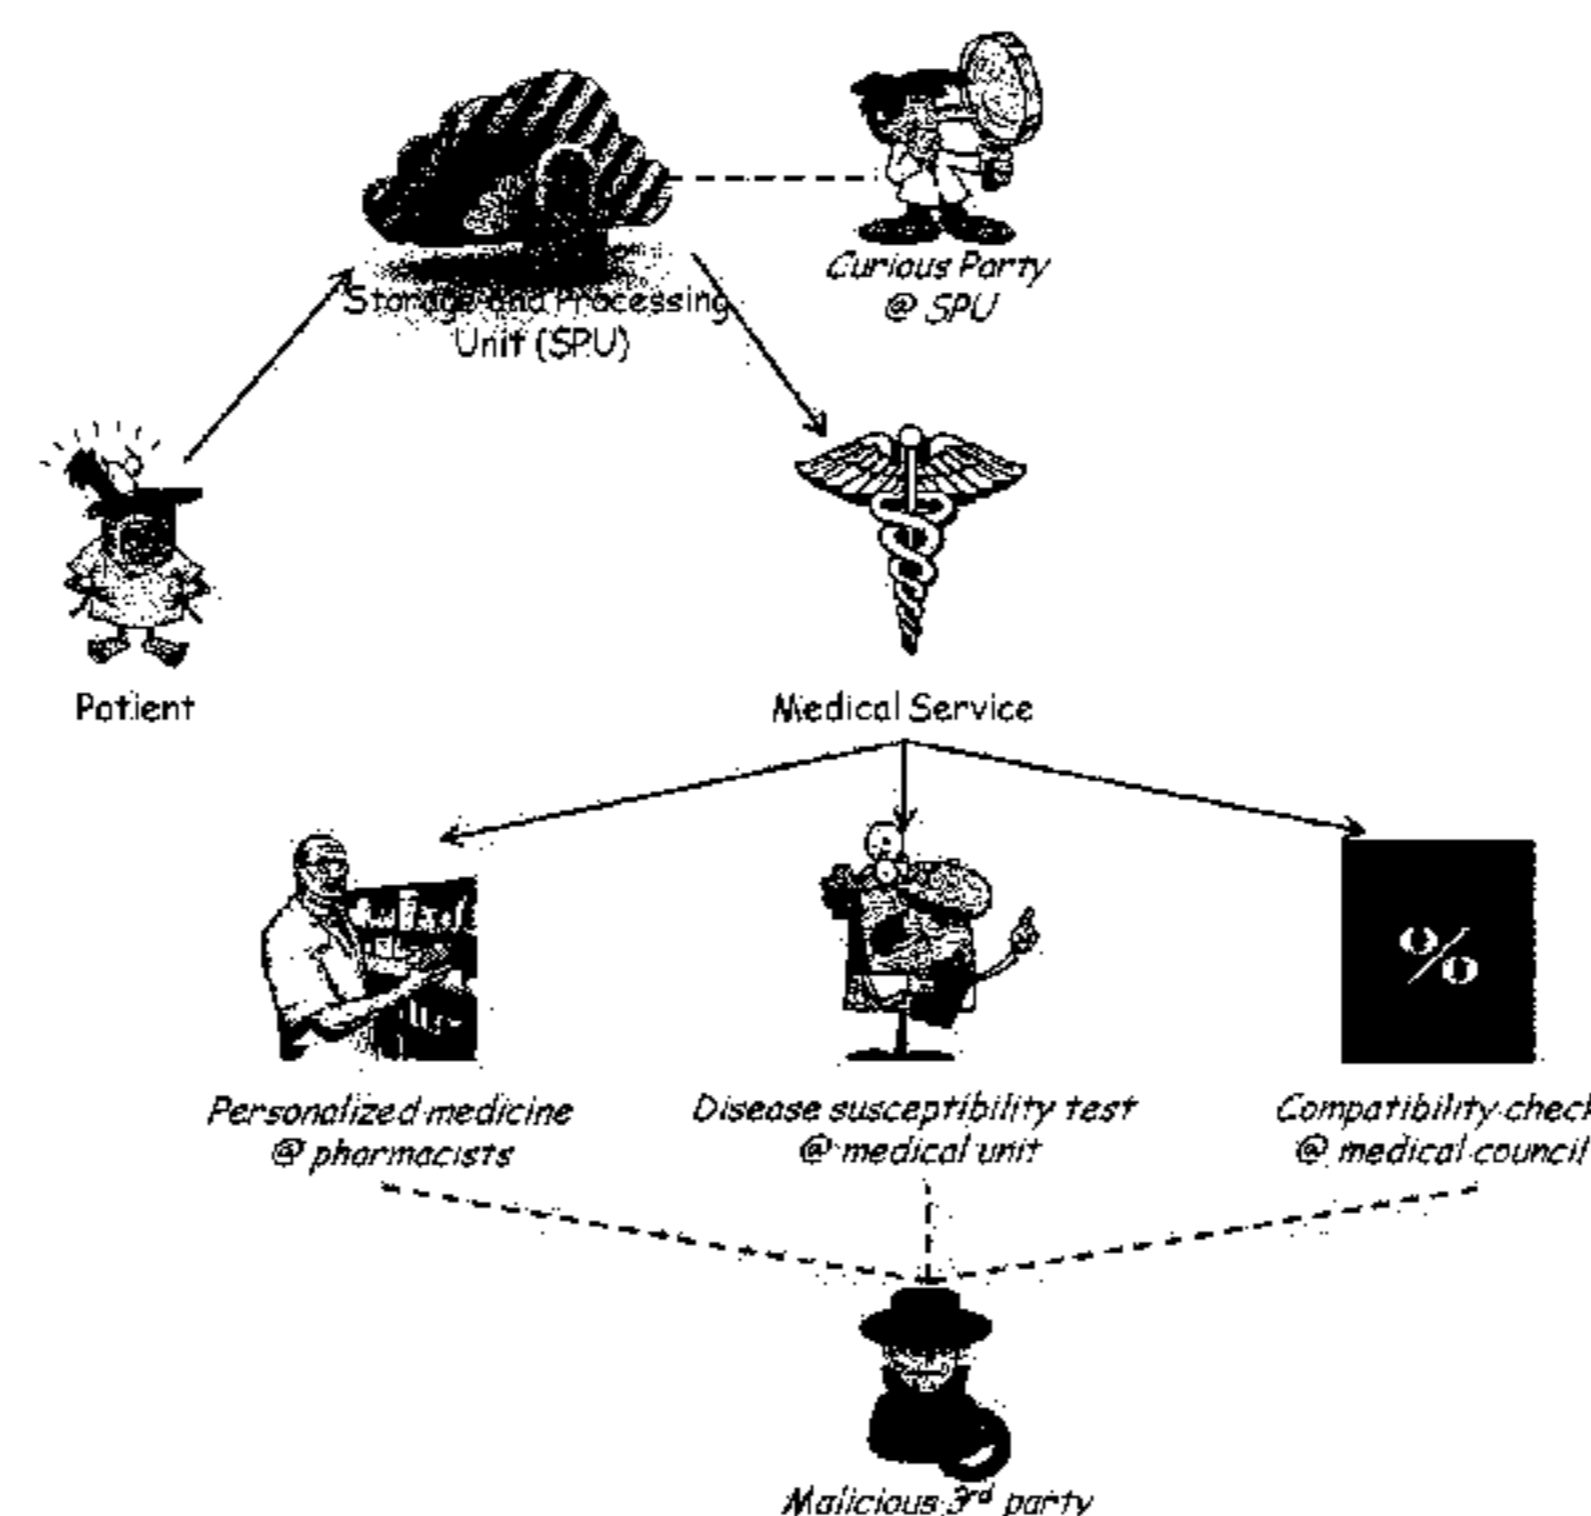 Curious Party
@ SPU
Storage and Processing
Unit (SPU)
Patient
Medical Service
%
Personalized medicine
@ pharmacists
Disease susceptibility test
@ medical unit
Compatibility check
@ medical council
Malicious 3rd party